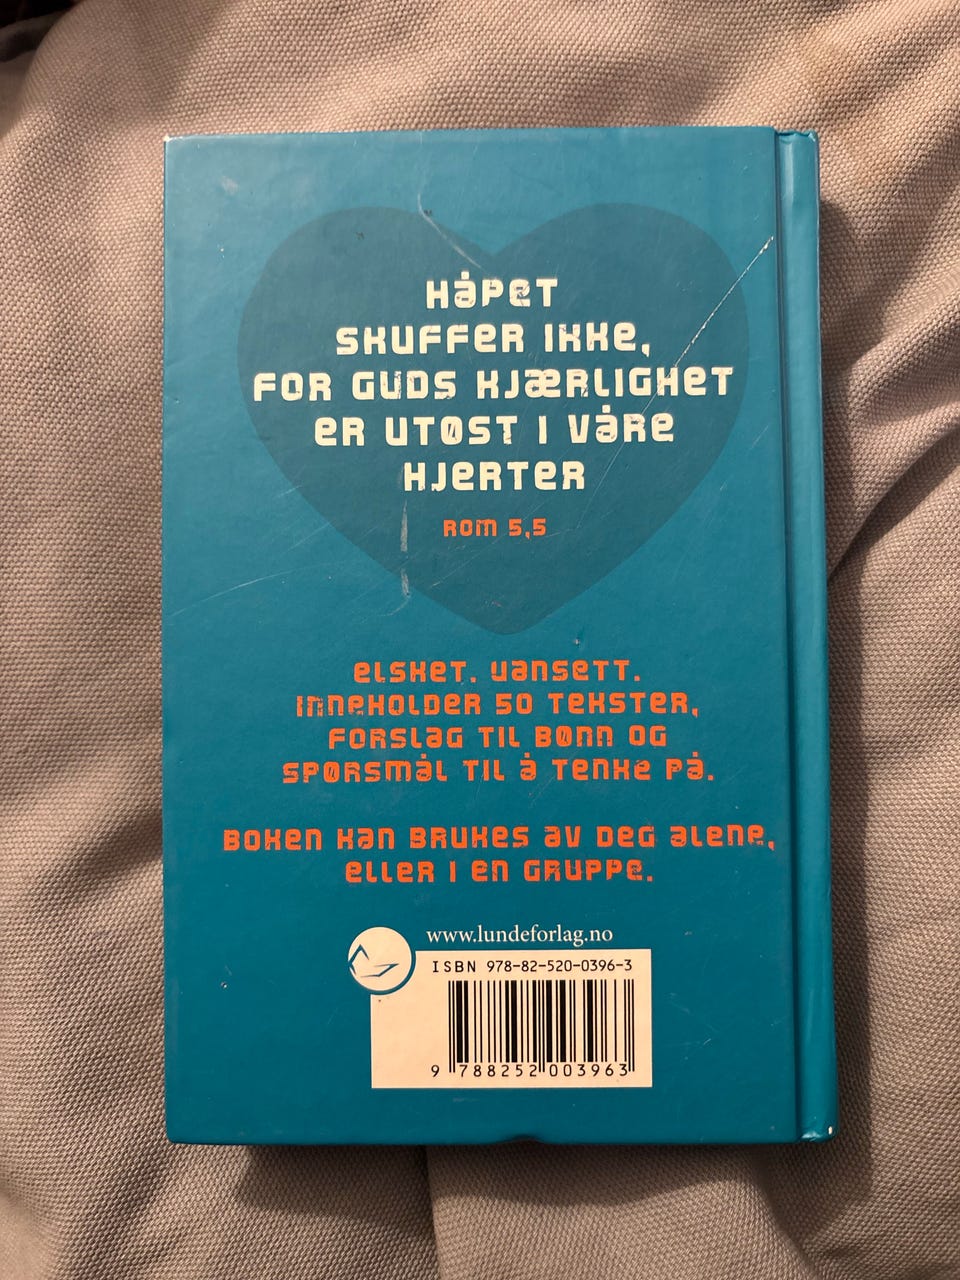 HÅPET
SKUFFER IKKE,
FOR GUDS KJÆRLIGHET
ER UTØST I VÅRE
HJERTER
ROM 5,5
ELSKET. UANSETT.
INNEHOLDER 50 TEKSTER,
FORSLAG TIL BØNN OG
SPØRSMÅL TIL Å TENKE PÅ.
BOKEN KAN BRUKES AV DEG ALENE,
ELLER I EN GRUPPE.
www.lundeforlag.no
ISBN 978-82-520-0396-3
9 788252 003963